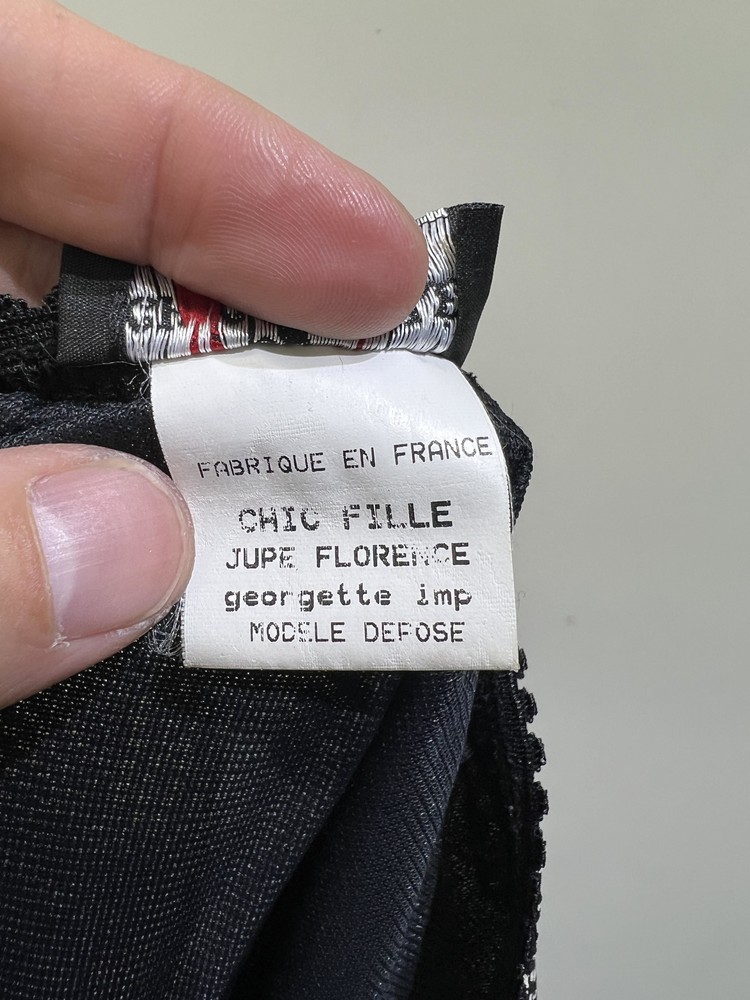 FABRIQUE EN FRANCE
CHIC FILLE
JUPE FLORENCE
georgette imp
MODELE DEPOSE